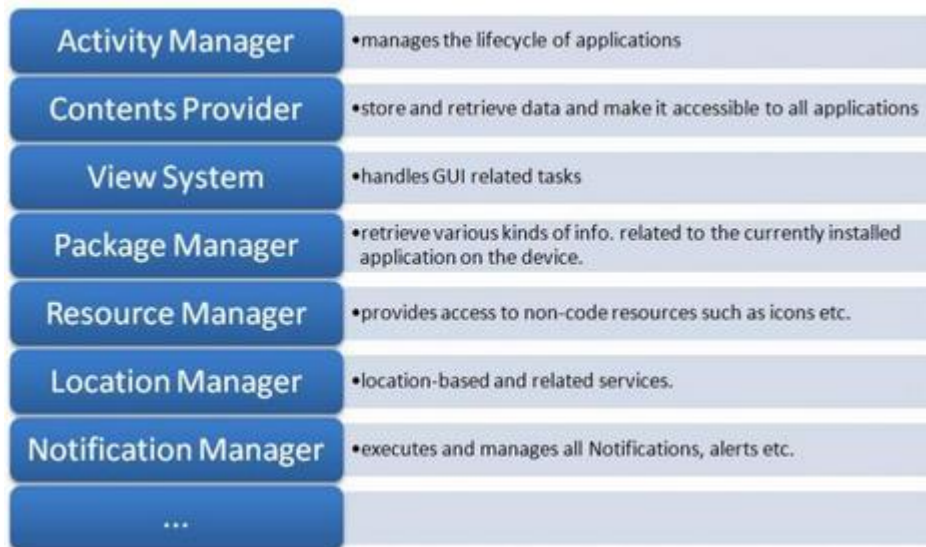 Activity Manager
•manages the lifecycle of applications
Contents Provider
•store and retrieve data and make it accessible to all applications
View System
•handles GUI related tasks
Package Manager
•retrieve various kinds of info. related to the currently installed
application on the device.
Resource Manager
•provides access to non-code resources such as icons etc.
Location Manager
•location-based and related services.
Notification Manager
•executes and manages all Notifications, alerts etc.
...